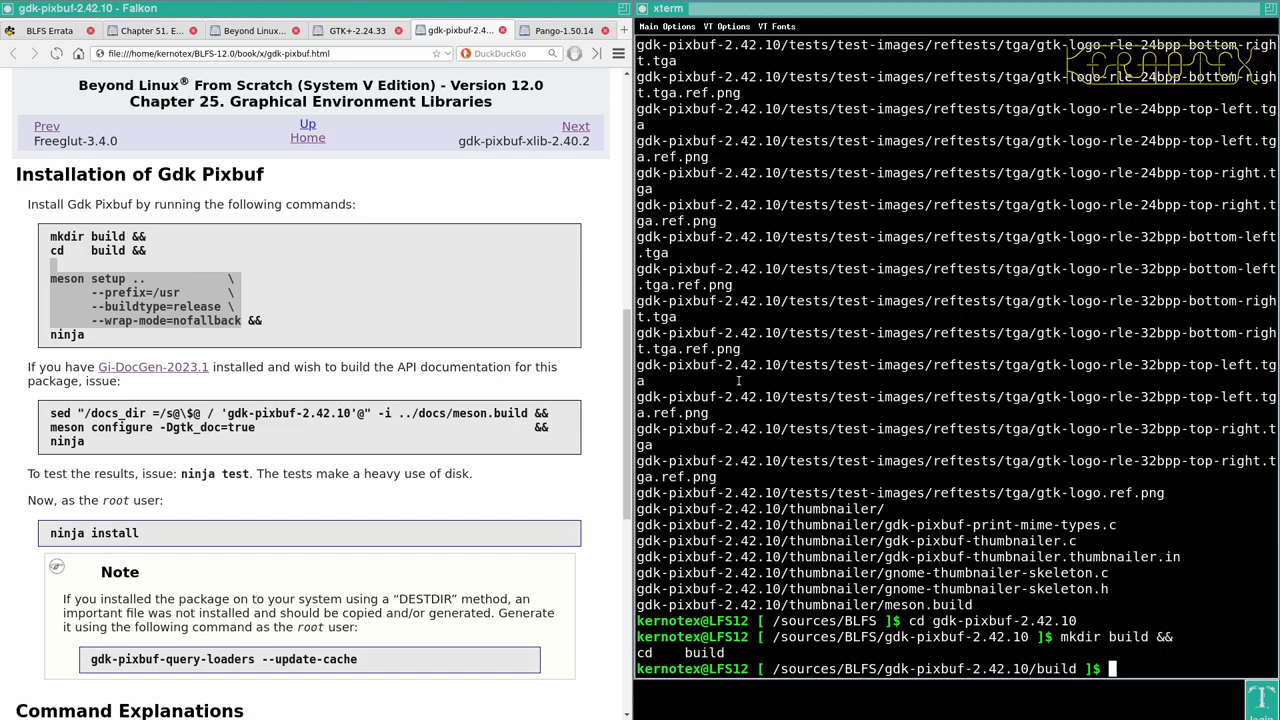 gdk-pixbuf-2.42.10 - Falkon
BLFS Errata
Chapter 51. E...
Beyond Linux...
GTK+-2.24.33
gdk-pixbuf-2.4...
Pango-1.50.14
file:///home/kernotex/BLFS-12.0/book/x/gdk-pixbuf.html
DuckDuckGo
Beyond Linux® From Scratch (System V Edition) - Version 12.0
Chapter 25. Graphical Environment Libraries
Prev
Up
Next
Freeglut-3.4.0
Home
gdk-pixbuf-xlib-2.40.2
Installation of Gdk Pixbuf
Install Gdk Pixbuf by running the following commands:
mkdir build &&
cd    build &&
meson setup ..            \
      --prefix=/usr       \
      --buildtype=release \
      --wrap-mode=nofallback &&
ninja
If you have Gi-DocGen-2023.1 installed and wish to build the API documentation for this
package, issue:
sed "/docs_dir =/s@\$@ / 'gdk-pixbuf-2.42.10'@" -i ../docs/meson.build &&
meson configure -Dgtk_doc=true                                         &&
ninja
To test the results, issue: ninja test. The tests make a heavy use of disk.
Now, as the root user:
ninja install
Note
If you installed the package on to your system using a “DESTDIR” method, an
important file was not installed and should be copied and/or generated. Generate
it using the following command as the root user:
gdk-pixbuf-query-loaders --update-cache
Command Explanations
xterm
Main Options  VT Options  VT Fonts
gdk-pixbuf-2.42.10/tests/test-images/reftests/tga/gtk-logo-rle-24bpp-bottom-righ
t.tga
gdk-pixbuf-2.42.10/tests/test-images/reftests/tga/gtk-logo-rle-24bpp-bottom-righ
t.tga.ref.png
gdk-pixbuf-2.42.10/tests/test-images/reftests/tga/gtk-logo-rle-24bpp-top-left.tg
a
gdk-pixbuf-2.42.10/tests/test-images/reftests/tga/gtk-logo-rle-24bpp-top-left.tg
a.ref.png
gdk-pixbuf-2.42.10/tests/test-images/reftests/tga/gtk-logo-rle-24bpp-top-right.t
ga
gdk-pixbuf-2.42.10/tests/test-images/reftests/tga/gtk-logo-rle-24bpp-top-right.t
ga.ref.png
gdk-pixbuf-2.42.10/tests/test-images/reftests/tga/gtk-logo-rle-32bpp-bottom-left
.tga
gdk-pixbuf-2.42.10/tests/test-images/reftests/tga/gtk-logo-rle-32bpp-bottom-left
.tga.ref.png
gdk-pixbuf-2.42.10/tests/test-images/reftests/tga/gtk-logo-rle-32bpp-bottom-righ
t.tga
gdk-pixbuf-2.42.10/tests/test-images/reftests/tga/gtk-logo-rle-32bpp-bottom-righ
t.tga.ref.png
gdk-pixbuf-2.42.10/tests/test-images/reftests/tga/gtk-logo-rle-32bpp-top-left.tg
a
gdk-pixbuf-2.42.10/tests/test-images/reftests/tga/gtk-logo-rle-32bpp-top-left.tg
a.ref.png
gdk-pixbuf-2.42.10/tests/test-images/reftests/tga/gtk-logo-rle-32bpp-top-right.t
ga
gdk-pixbuf-2.42.10/tests/test-images/reftests/tga/gtk-logo-rle-32bpp-top-right.t
ga.ref.png
gdk-pixbuf-2.42.10/tests/test-images/reftests/tga/gtk-logo.ref.png
gdk-pixbuf-2.42.10/thumbnailer/
gdk-pixbuf-2.42.10/thumbnailer/gdk-pixbuf-print-mime-types.c
gdk-pixbuf-2.42.10/thumbnailer/gdk-pixbuf-thumbnailer.c
gdk-pixbuf-2.42.10/thumbnailer/gdk-pixbuf-thumbnailer.thumbnailer.in
gdk-pixbuf-2.42.10/thumbnailer/gnome-thumbnailer-skeleton.c
gdk-pixbuf-2.42.10/thumbnailer/gnome-thumbnailer-skeleton.h
gdk-pixbuf-2.42.10/thumbnailer/meson.build
kernotex@LFS12 [ /sources/BLFS ]$ cd gdk-pixbuf-2.42.10
kernotex@LFS12 [ /sources/BLFS/gdk-pixbuf-2.42.10 ]$ mkdir build &&
cd    build
kernotex@LFS12 [ /sources/BLFS/gdk-pixbuf-2.42.10/build ]$
KERNOTEX
login